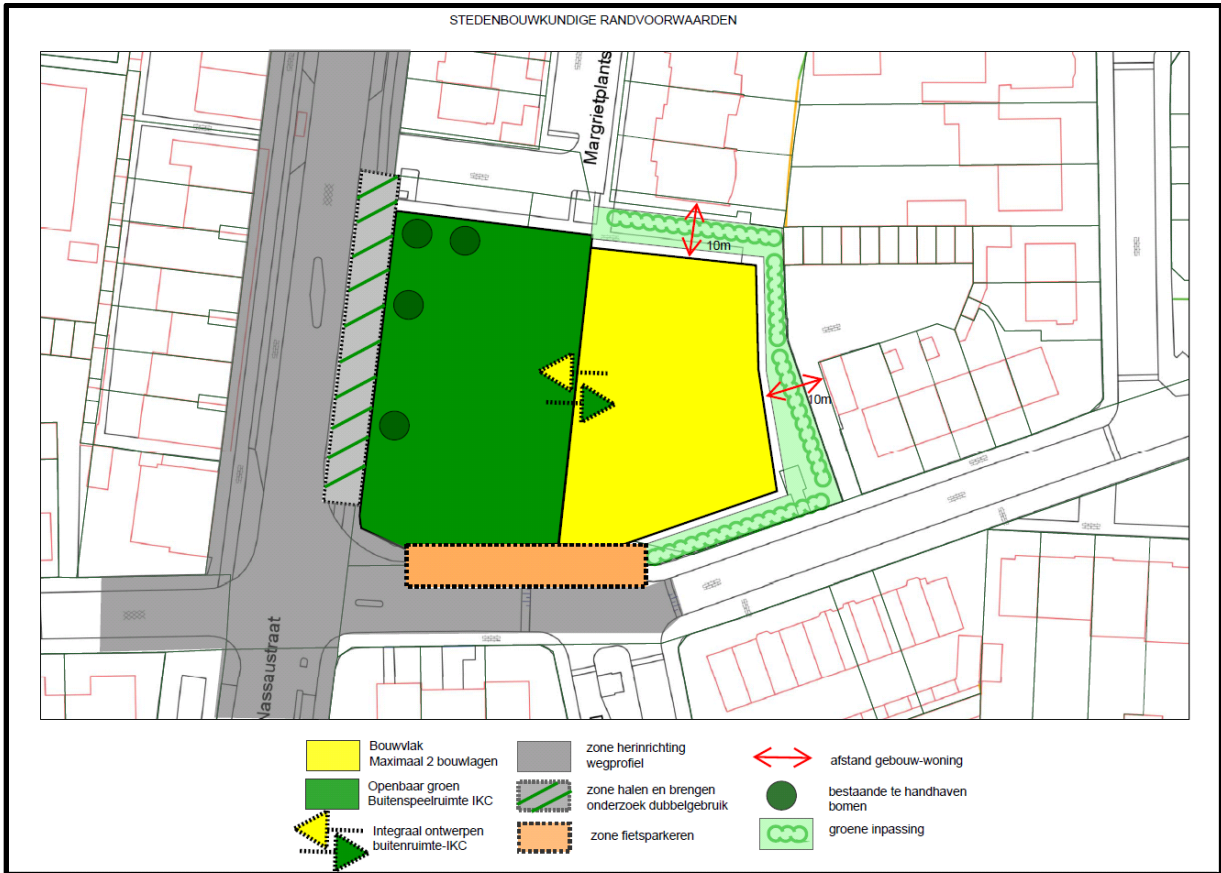 STEDENBOUWKUNDIGE RANDVOORWAARDEN
Margrietplants
10m
10m
Nassaustraat
Bouwvlak
Maximaal 2 bouwlagen
Openbaar groen
Buitenspeelruimte IKC
Integraal ontwerpen
buitenruimte-IKC
zone herinrichting
wegprofiel
zone halen en brengen
onderzoek dubbelgebruik
zone fietsparkeren
afstand gebouw-woning
bestaande te handhaven
bomen
groene inpassing